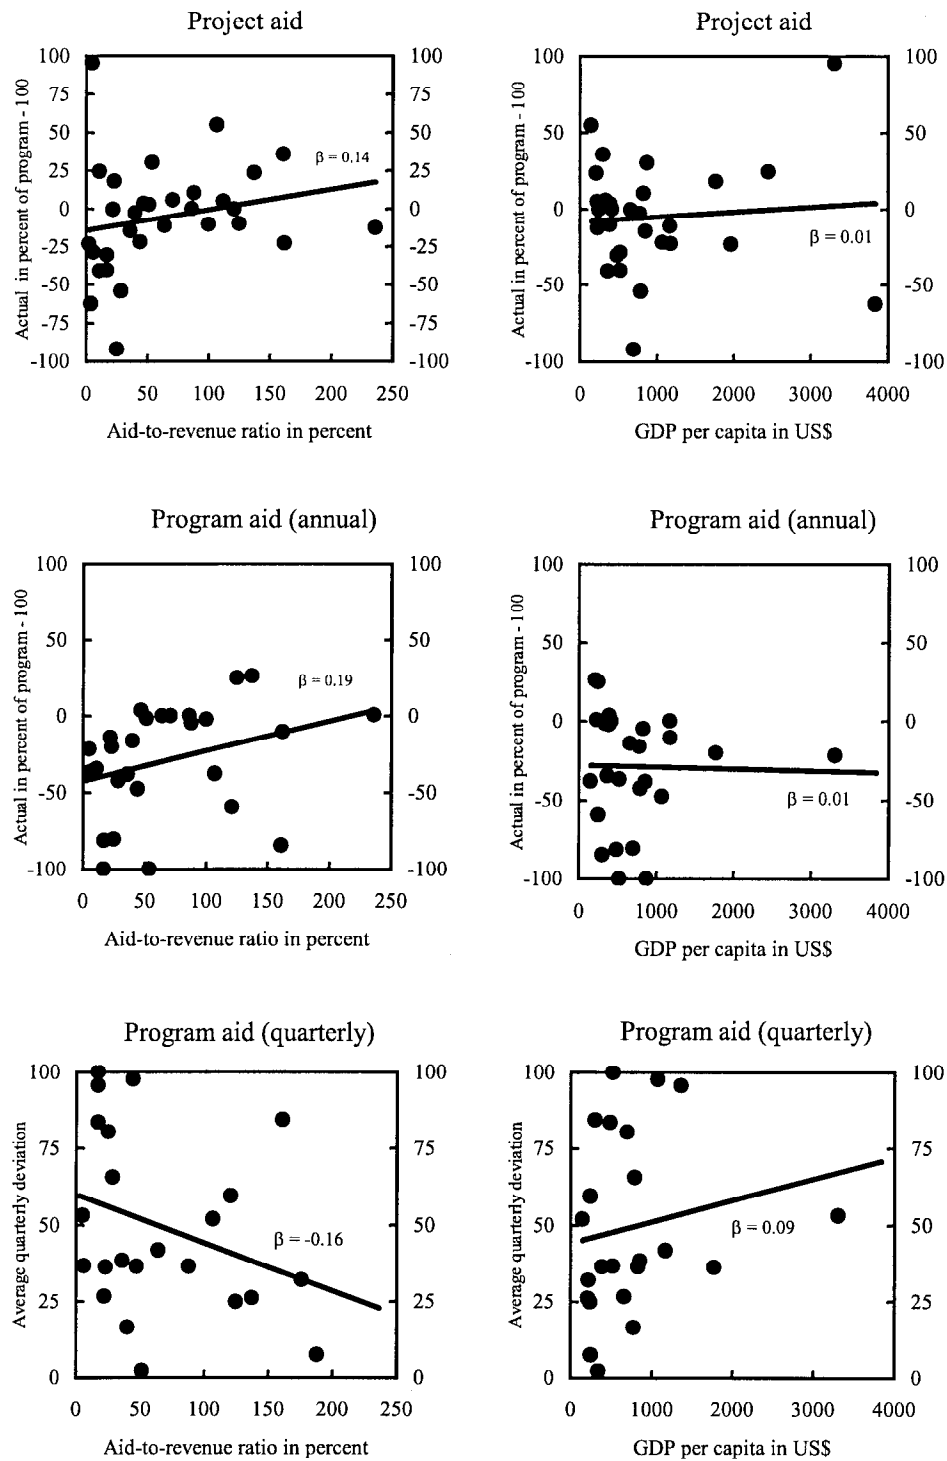 Project aid
Project aid
Actual in percent of program - 100
100
75
50
25
0
-25
-50
-75
-100
100
75
50
25
0
-25
-50
-75
-100
β = 0.14
0 50 100 150 200 250
Aid-to-revenue ratio in percent
Actual in percent of program - 100
100
50
0
-50
-100
100
50
0
-50
-100
β = 0.01
0 1000 2000 3000 4000
GDP per capita in US$
Program aid (annual)
Program aid (annual)
Actual in percent of program - 100
100
50
0
-50
-100
100
50
0
-50
-100
β = 0.19
0 50 100 150 200 250
Aid-to-revenue ratio in percent
Actual in percent of program - 100
100
50
0
-50
-100
100
50
0
-50
-100
β = 0.01
0 1000 2000 3000 4000
GDP per capita in US$
Program aid (quarterly)
Program aid (quarterly)
Average quarterly deviation
100
75
50
25
0
100
75
50
25
0
β = -0.16
0 50 100 150 200 250
Aid-to-revenue ratio in percent
Average quarterly deviation
100
75
50
25
0
100
75
50
25
0
β = 0.09
0 1000 2000 3000 4000
GDP per capita in US$